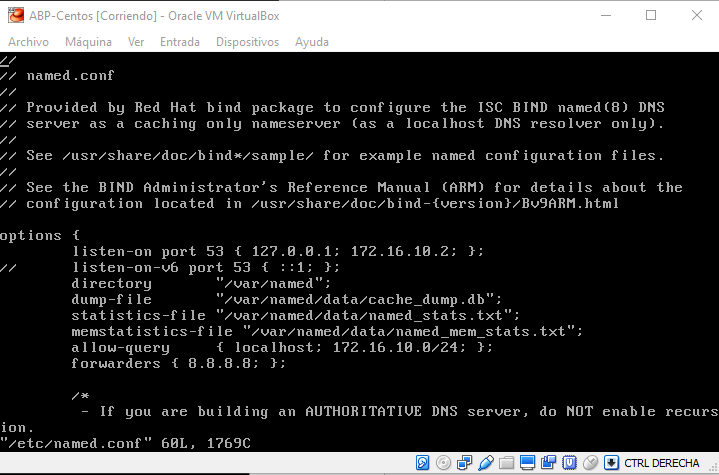 ABP-Centos [Corriendo] - Oracle VM VirtualBox
Archivo Máquina Ver Entrada Dispositivos Ayuda
//
// named.conf
//
// Provided by Red Hat bind package to configure the ISC BIND named(8) DNS
// server as a caching only nameserver (as a localhost DNS resolver only).
//
// See /usr/share/doc/bind*/sample/ for example named configuration files.
//
// See the BIND Administrator's Reference Manual (ARM) for details about the
// configuration located in /usr/share/doc/bind-{version}/Bv9ARM.html

options {
        listen-on port 53 { 127.0.0.1; 172.16.10.2; };
//      listen-on-v6 port 53 { ::1; };
        directory       "/var/named";
        dump-file       "/var/named/data/cache_dump.db";
        statistics-file "/var/named/data/named_stats.txt";
        memstatistics-file "/var/named/data/named_mem_stats.txt";
        allow-query     { localhost; 172.16.10.0/24; };
        forwarders { 8.8.8.8; };

        /*
         - If you are building an AUTHORITATIVE DNS server, do NOT enable recurs
ion.
"/etc/named.conf" 60L, 1769C
CTRL DERECHA